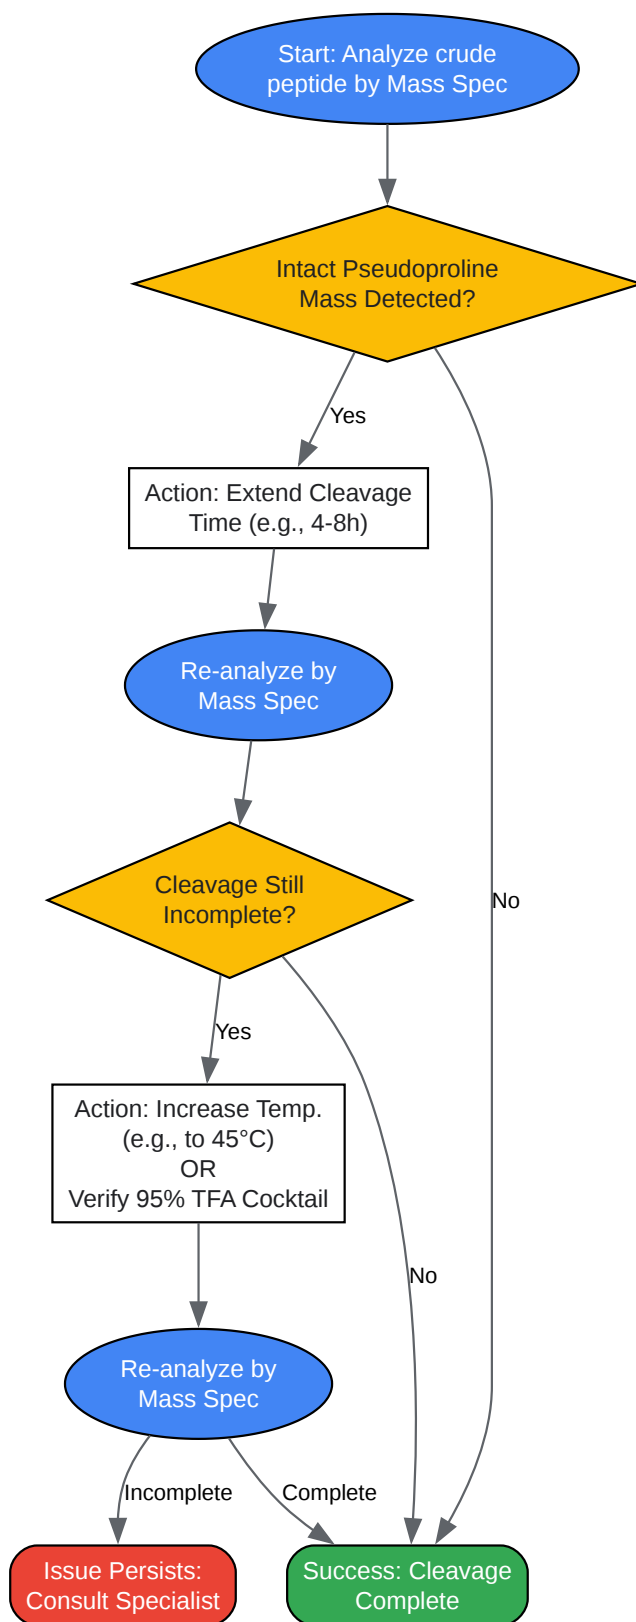 Start: Analyze crude
peptide by Mass Spec
Intact Pseudoproline
Mass Detected?
Yes
Action: Extend Cleavage
Time (e.g., 4-8h)
Re-analyze by
Mass Spec
Cleavage Still
Incomplete?
No
Yes
Action: Increase Temp.
(e.g., to 45°C)
OR
Verify 95% TFA Cocktail
No
Re-analyze by
Mass Spec
Incomplete
Complete
Issue Persists:
Consult Specialist
Success: Cleavage
Complete